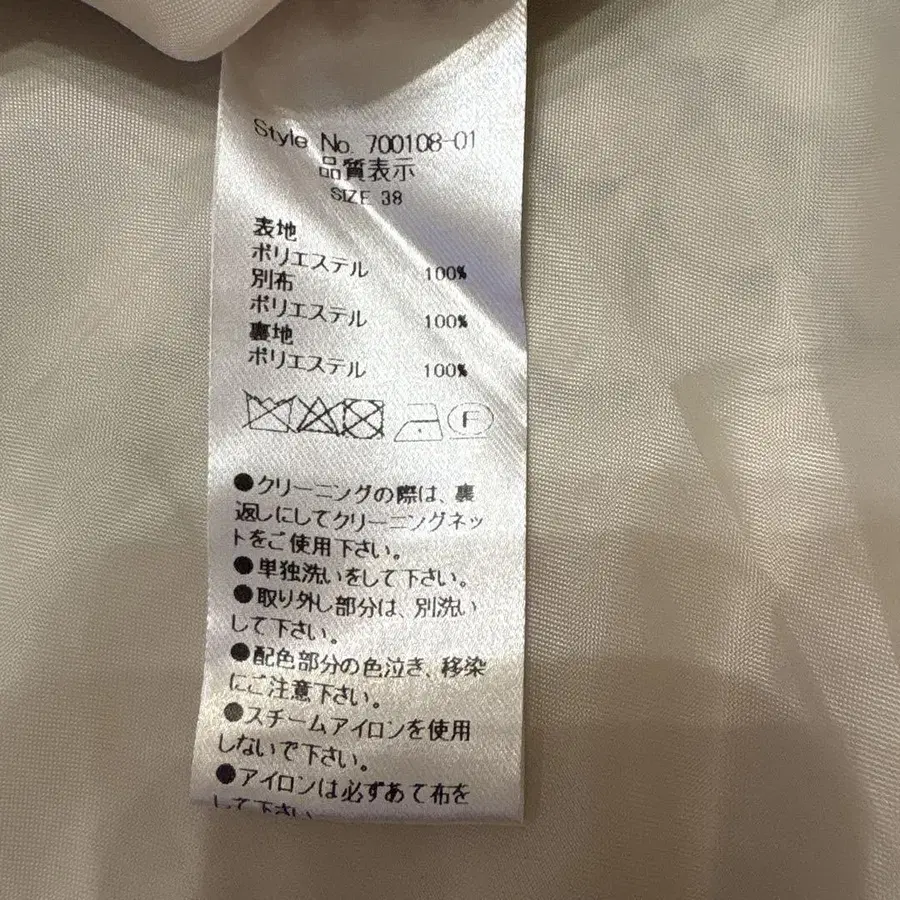 Style No. 700108-01
品質表示
SIZE 38
表地
ポリエステル 100%
別布
ポリエステル 100%
裏地
ポリエステル 100%
F
●クリーニングの際は、裏
返しにしてクリーニングネッ
トをご使用下さい。
●単独洗いをして下さい。
●取り外し部分は、別洗い
して下さい。
●配色部分の色泣き、移染
にご注意下さい。
●スチームアイロンを使用
しないで下さい。
●アイロンは必ずあて布を
して下さい